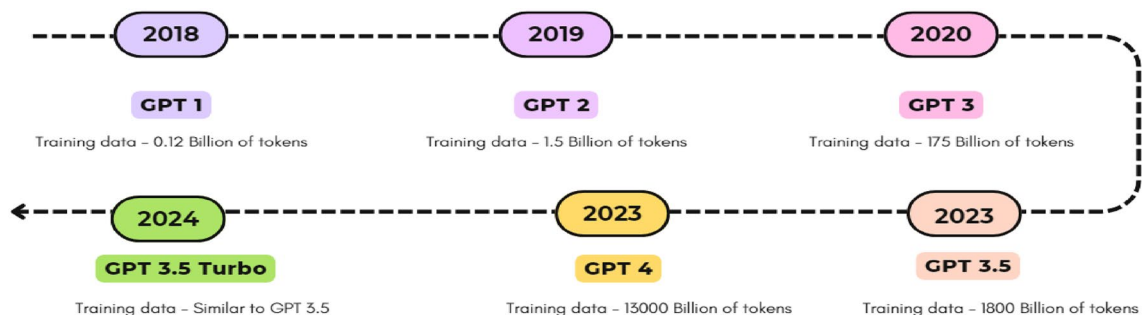 2018
2019
2020
GPT 1
GPT 2
GPT 3
Training data - 0.12 Billion of tokens
Training data - 1.5 Billion of tokens
Training data - 175 Billion of tokens
2024
2023
2023
GPT 3.5 Turbo
GPT 4
GPT 3.5
Training data - Similar to GPT 3.5
Training data - 13000 Billion of tokens
Training data - 1800 Billion of tokens